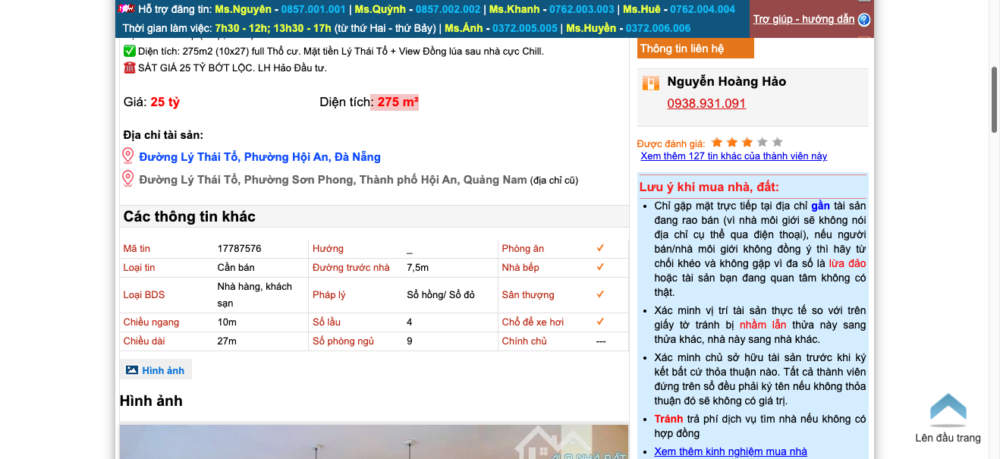 Hỗ trợ đăng tin: Ms.Nguyên - 0857.001.001 | Ms.Quỳnh - 0857.002.002 | Ms.Khanh - 0762.003.003 | Ms.Huê - 0762.004.004
Thời gian làm việc: 7h30 - 12h; 13h30 - 17h (từ thứ Hai - thứ Bảy) | Ms.Ánh - 0372.005.005 | Ms.Huyền - 0372.006.006
Trợ giúp - hướng dẫn
Diện tích: 275m2 (10x27) full Thổ cư. Mặt tiền Lý Thái Tổ + View Đồng lúa sau nhà cực Chill.
SÁT GIÁ 25 TỶ BỚT LỘC. LH Hảo Đầu tư.
Giá: 25 tỷ
Diện tích: 275 m²
Địa chỉ tài sản:
Đường Lý Thái Tổ, Phường Hội An, Đà Nẵng
Đường Lý Thái Tổ, Phường Sơn Phong, Thành phố Hội An, Quảng Nam (địa chỉ cũ)
Các thông tin khác
Mã tin 17787576 Hướng _ Phòng ăn
Loại tin Cần bán Đường trước nhà 7,5m Nhà bếp
Loại BDS Nhà hàng, khách sạn Pháp lý Sổ hồng/ Sổ đỏ Sân thượng
Chiều ngang 10m Số lầu 4 Chổ để xe hơi
Chiều dài 27m Số phòng ngủ 9 Chính chủ ---
Hình ảnh
Hình ảnh
Thông tin liên hệ
Nguyễn Hoàng Hảo
0938.931.091
Được đánh giá:
Xem thêm 127 tin khác của thành viên này
Lưu ý khi mua nhà, đất:
Chỉ gặp mặt trực tiếp tại địa chỉ gần tài sản
đang rao bán (vì nhà môi giới sẽ không nói
địa chỉ cụ thể qua điện thoại), nếu người
bán/nhà môi giới không đồng ý thì hãy từ
chối khéo và không gặp vì đa số là lừa đảo
hoặc tài sản bạn đang quan tâm không có
thật.
Xác minh vị trí tài sản thực tế so với trên
giấy tờ tránh bị nhầm lẫn thửa này sang
thửa khác, nhà này sang nhà khác.
Xác minh chủ sở hữu tài sản trước khi ký
kết bất cứ thỏa thuận nào. Tất cả thành viên
đứng trên sổ đều phải ký tên nếu không thỏa
thuận đó sẽ không có giá trị.
Tránh trả phí dịch vụ tìm nhà nếu không có
hợp đồng
Xem thêm kinh nghiệm mua nhà
Lên đầu trang